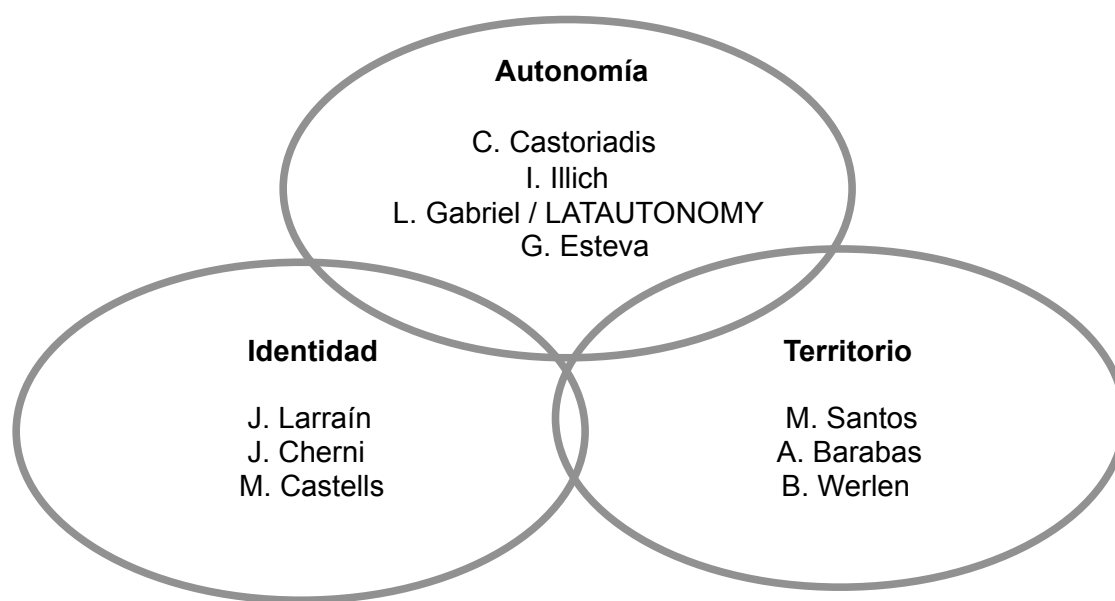 Autonomía
C. Castoriadis
I. Illich
L. Gabriel / LATAUTONOMY
G. Esteva
Identidad
J. Larraín
J. Cherni
M. Castells
Territorio
M. Santos
A. Barabas
B. Werlen